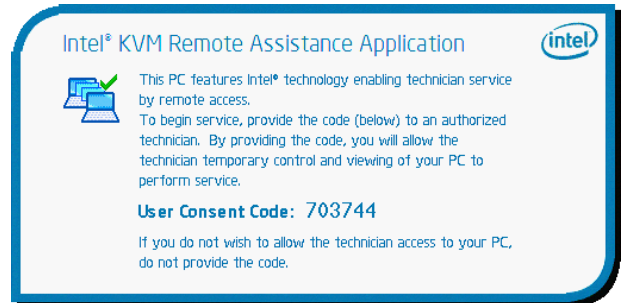 Intel® KVM Remote Assistance Application
intel
This PC features Intel® technology enabling technician service
by remote access.
To begin service, provide the code (below) to an authorized
technician. By providing the code, you will allow the
technician temporary control and viewing of your PC to
perform service.
User Consent Code: 703744
If you do not wish to allow the technician access to your PC,
do not provide the code.